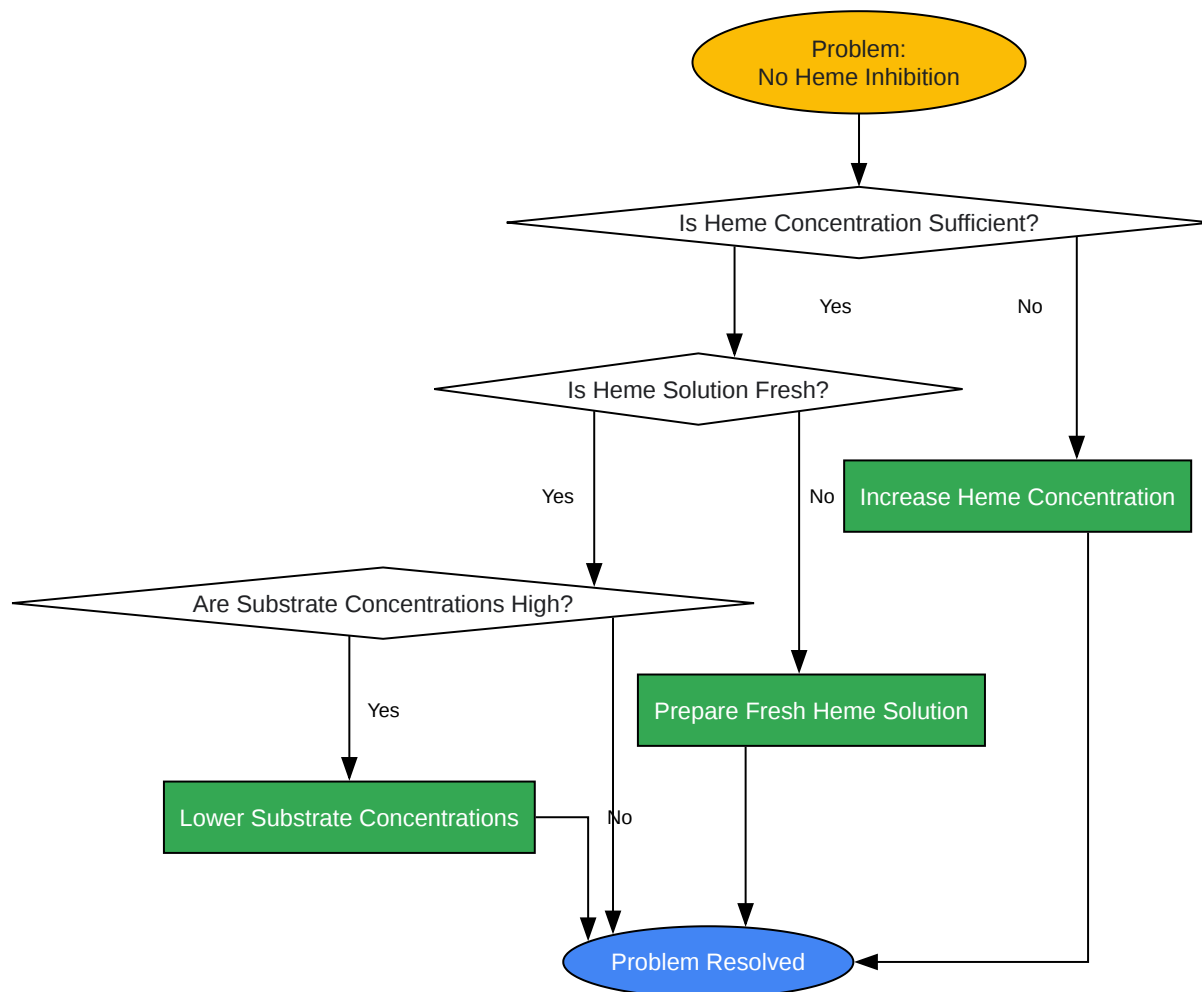 Problem:
No Heme Inhibition
Is Heme Concentration Sufficient?
Yes
No
Is Heme Solution Fresh?
Yes
No
Increase Heme Concentration
Are Substrate Concentrations High?
Yes
Prepare Fresh Heme Solution
Lower Substrate Concentrations
No
Problem Resolved